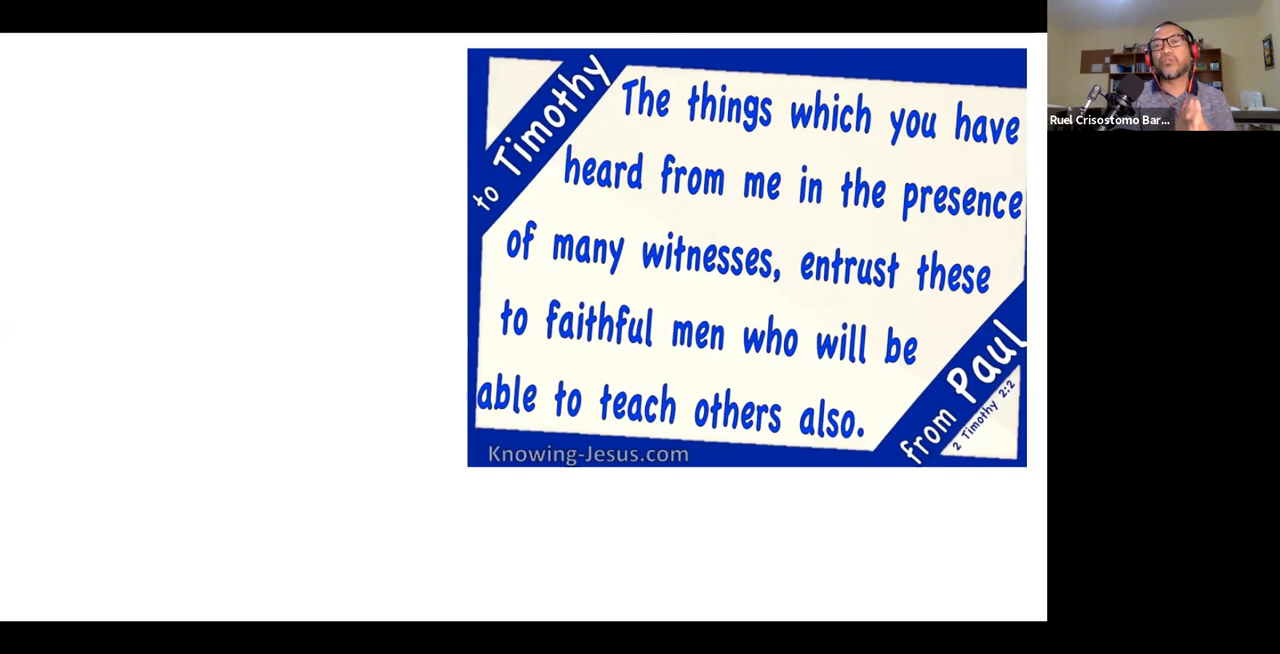 to Timothy
The things which you have
heard from me in the presence
of many witnesses, entrust these
to faithful men who will be
able to teach others also.
from Paul
2 Timothy 2:2
Knowing-Jesus.com
Ruel Crisostomo Bar...